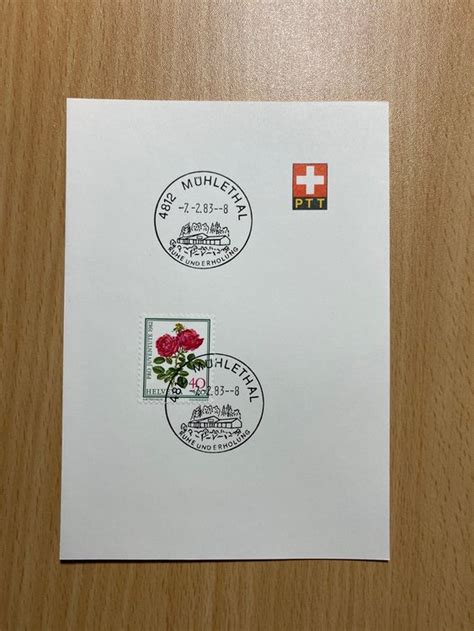 4812 MÜHLETHAL
-7.-2.83--8
RUHE UND ERHOLUNG
PTT
PRO JUVENTUTE 1982
40
HELVE
4812 MÜHLETHAL
-7.-2.83--8
RUHE UND ERHOLUNG